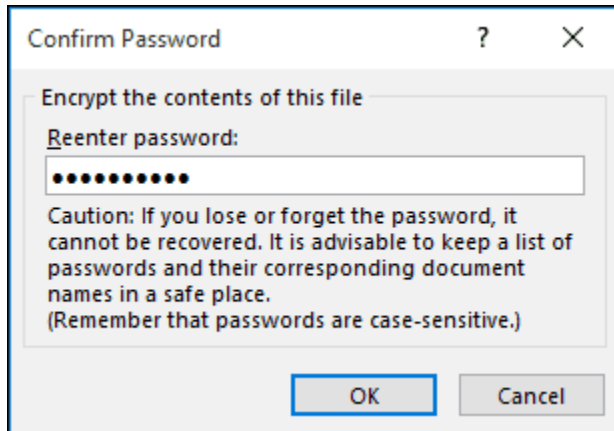 Confirm Password
?
Encrypt the contents of this file
Reenter password:
••••••••••
Caution: If you lose or forget the password, it
cannot be recovered. It is advisable to keep a list of
passwords and their corresponding document
names in a safe place.
(Remember that passwords are case-sensitive.)
OK
Cancel